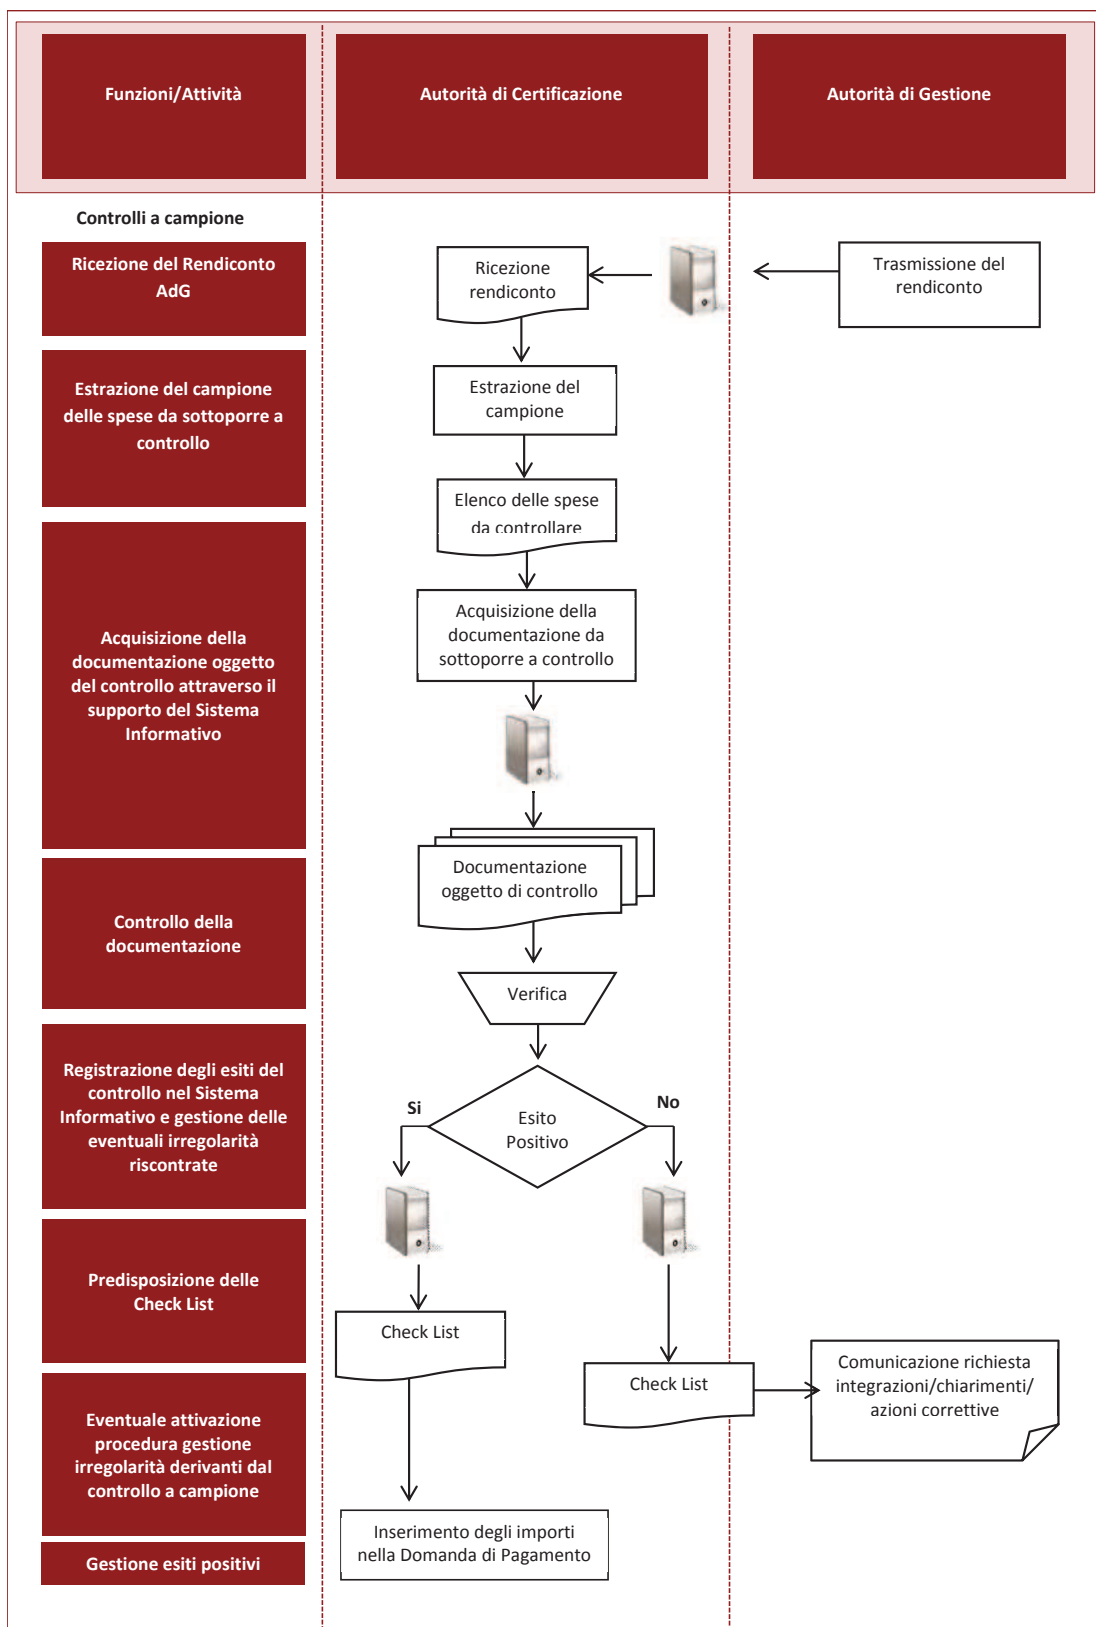 Funzioni/Attività
Autorità di Certificazione
Autorità di Gestione
Controlli a campione
Ricezione del Rendiconto
AdG
Ricezione
rendiconto
Trasmissione del
rendiconto
Estrazione del campione
delle spese da sottoporre a
controllo
Estrazione del
campione
Elenco delle spese
da controllare
Acquisizione della
documentazione oggetto
del controllo attraverso il
supporto del Sistema
Informativo
Acquisizione della
documentazione da
sottoporre a controllo
Documentazione
oggetto di controllo
Controllo della
documentazione
Verifica
Registrazione degli esiti del
controllo nel Sistema
Informativo e gestione delle
eventuali irregolarità
riscontrate
Si
Esito
Positivo
No
Predisposizione delle
Check List
Check List
Check List
Comunicazione richiesta
integrazioni/chiarimenti/
azioni correttive
Eventuale attivazione
procedura gestione
irregolarità derivanti dal
controllo a campione
Inserimento degli importi
nella Domanda di Pagamento
Gestione esiti positivi